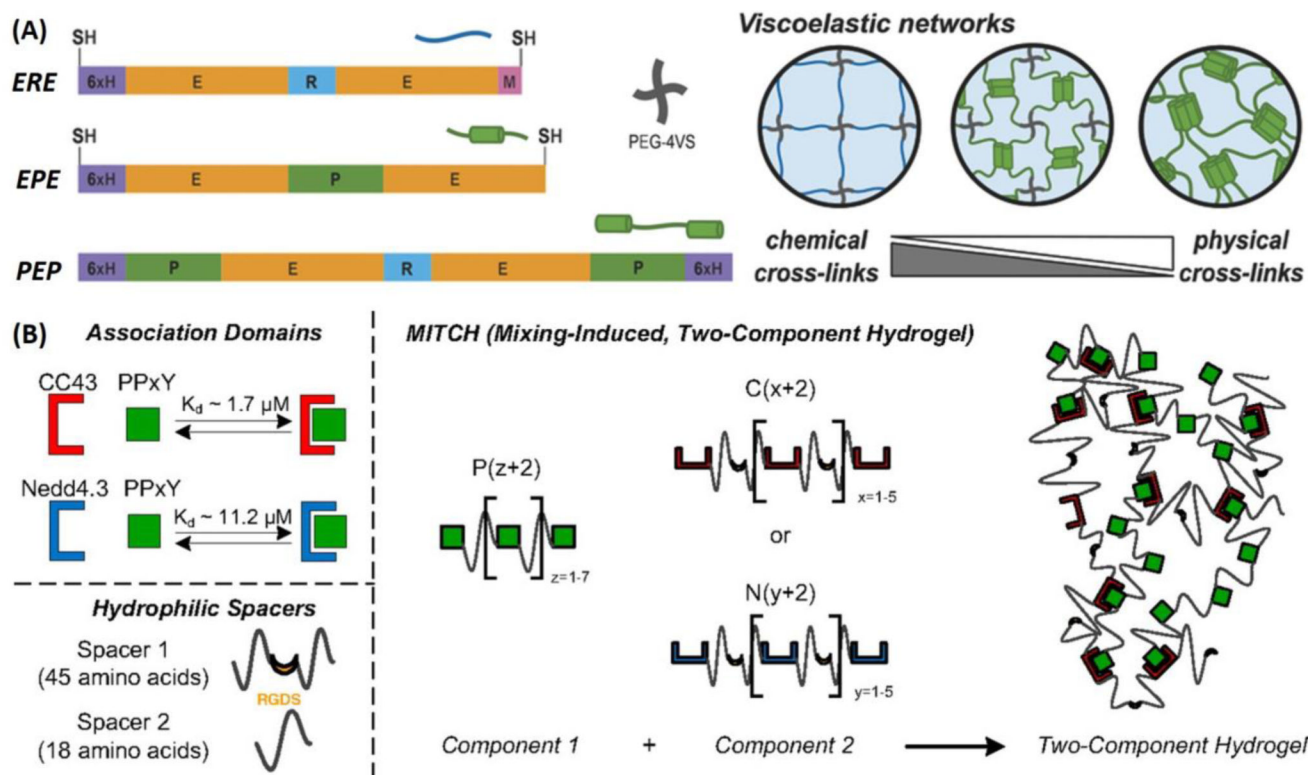 (A)
SH
SH
ERE
6xH E R E M
SH
SH
EPE
6xH E P E
PEP
6xH P E R E P 6xH
PEG-4VS
Viscoelastic networks
chemical
cross-links
physical
cross-links
(B)
Association Domains
CC43 PPxY
Kd ~ 1.7 μM
Nedd4.3 PPxY
Kd ~ 11.2 μM
Hydrophilic Spacers
Spacer 1
(45 amino acids)
RGDS
Spacer 2
(18 amino acids)
MITCH (Mixing-Induced, Two-Component Hydrogel)
P(z+2)
z=1-7
C(x+2)
x=1-5
or
N(y+2)
y=1-5
Component 1 + Component 2
Two-Component Hydrogel